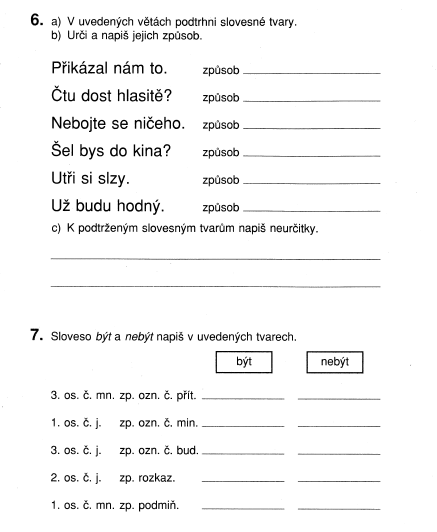 6. a) V uvedených větách podtrhni slovesné tvary.
b) Urči a napiš jejich způsob.
Přikázal nám to. způsob
Čtu dost hlasitě? způsob
Nebojte se ničeho. způsob
Šel bys do kina? způsob
Utři si slzy. způsob
Už budu hodný. způsob
c) K podtrženým slovesným tvarům napiš neurčitky.
7. Sloveso být a nebýt napiš v uvedených tvarech.
být nebýt
3. os. č. mn. zp. ozn. č. přít.
1. os. č. j. zp. ozn. č. min.
3. os. č. j. zp. ozn. č. bud.
2. os. č. j. zp. rozkaz.
1. os. č. mn. zp. podmiň.